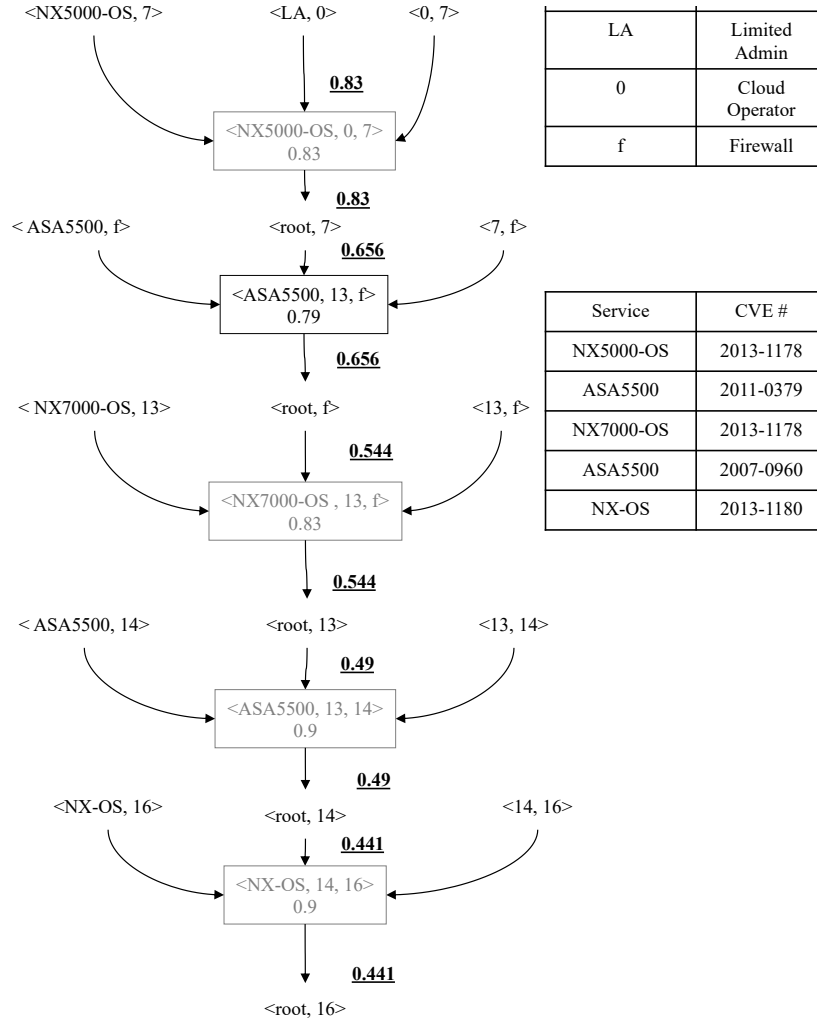 <NX5000-OS, 7>
<LA, 0>
<0, 7>
0.83
<NX5000-OS, 0, 7>
0.83
0.83
< ASA5500, f>
<root, 7>
<7, f>
0.656
<ASA5500, 13, f>
0.79
0.656
< NX7000-OS, 13>
<root, f>
<13, f>
0.544
<NX7000-OS , 13, f>
0.83
0.544
< ASA5500, 14>
<root, 13>
<13, 14>
0.49
<ASA5500, 13, 14>
0.9
0.49
<NX-OS, 16>
<root, 14>
<14, 16>
0.441
<NX-OS, 14, 16>
0.9
0.441
<root, 16>
LA
Limited
Admin
0
Cloud
Operator
f
Firewall
Service
CVE #
NX5000-OS
2013-1178
ASA5500
2011-0379
NX7000-OS
2013-1178
ASA5500
2007-0960
NX-OS
2013-1180